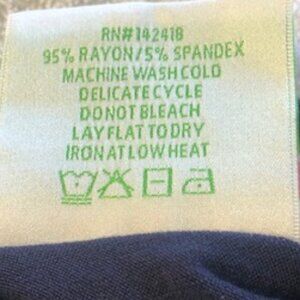 RN#142418
95% RAYON/5% SPANDEX
MACHINE WASH COLD
DELICATE CYCLE
DO NOT BLEACH
LAY FLAT TO DRY
IRON AT LOW HEAT